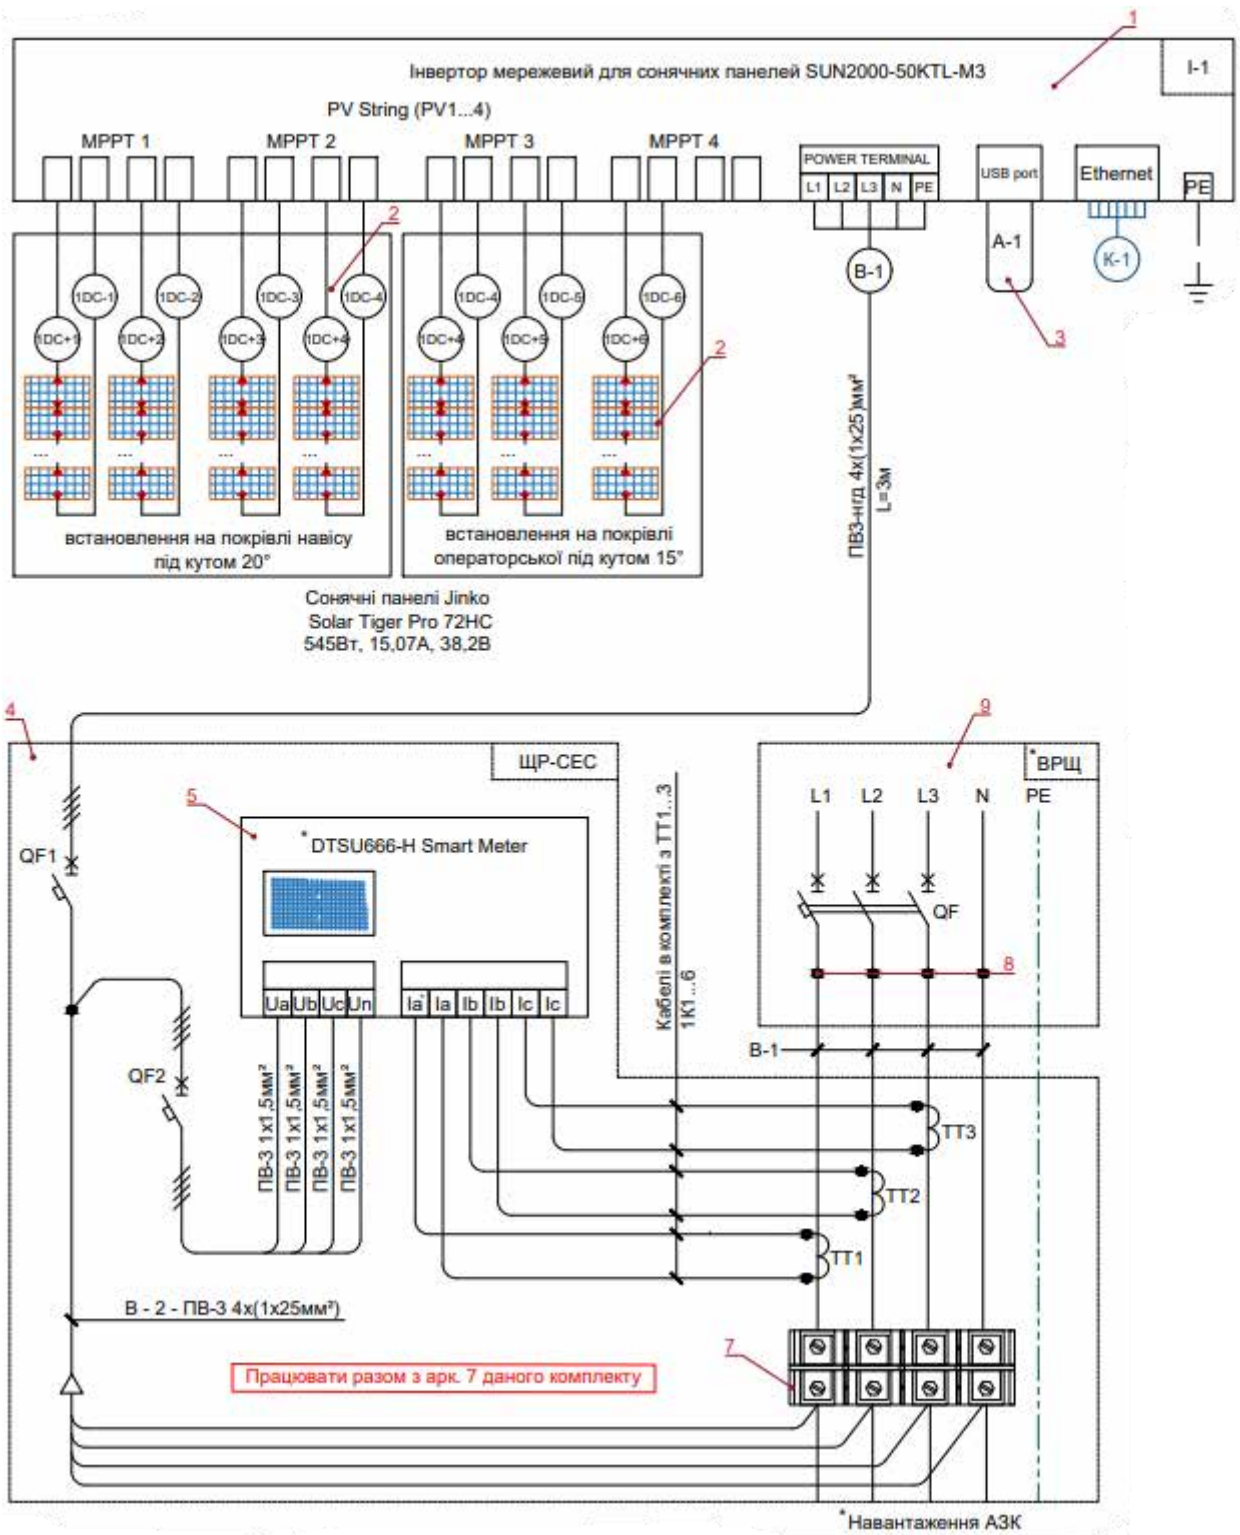 1
Інвертор мережевий для сонячних панелей SUN2000-50KTL-M3
І-1
PV String (PV1...4)
MPPT 1
MPPT 2
MPPT 3
MPPT 4
POWER TERMINAL
L1 L2 L3 N PE
USB port
Ethernet
PE
2
A-1
K-1
B-1
3
1DC-1
1DC-2
1DC-3
1DC-4
1DC-4
1DC-5
1DC-6
1DC+1
1DC+2
1DC+3
1DC+4
1DC+4
1DC+5
1DC+6
2
...
...
...
...
...
...
...
встановлення на покрівлі навісу
під кутом 20°
встановлення на покрівлі
операторської під кутом 15°
ПВ3-нгд 4х(1х25)мм²
L=3м
Сонячні панелі Jinko
Solar Tiger Pro 72HC
545Вт, 15,07А, 38,2В
4
ЩР-СЕС
9
*ВРЩ
5
*DTSU666-H Smart Meter
L1 L2 L3 N PE
QF1
QF
Кабелі в комплекті з ТТ1...3
1К1...6
8
Ua Ub Uc Un
Ia* Ia Ib Ib Ic Ic
B-1
QF2
ПВ-3 1х1,5мм²
ПВ-3 1х1,5мм²
ПВ-3 1х1,5мм²
ПВ-3 1х1,5мм²
ТТ3
ТТ2
ТТ1
В - 2 - ПВ-3 4х(1х25мм²)
7
Працювати разом з арк. 7 даного комплекту
*Навантаження АЗК